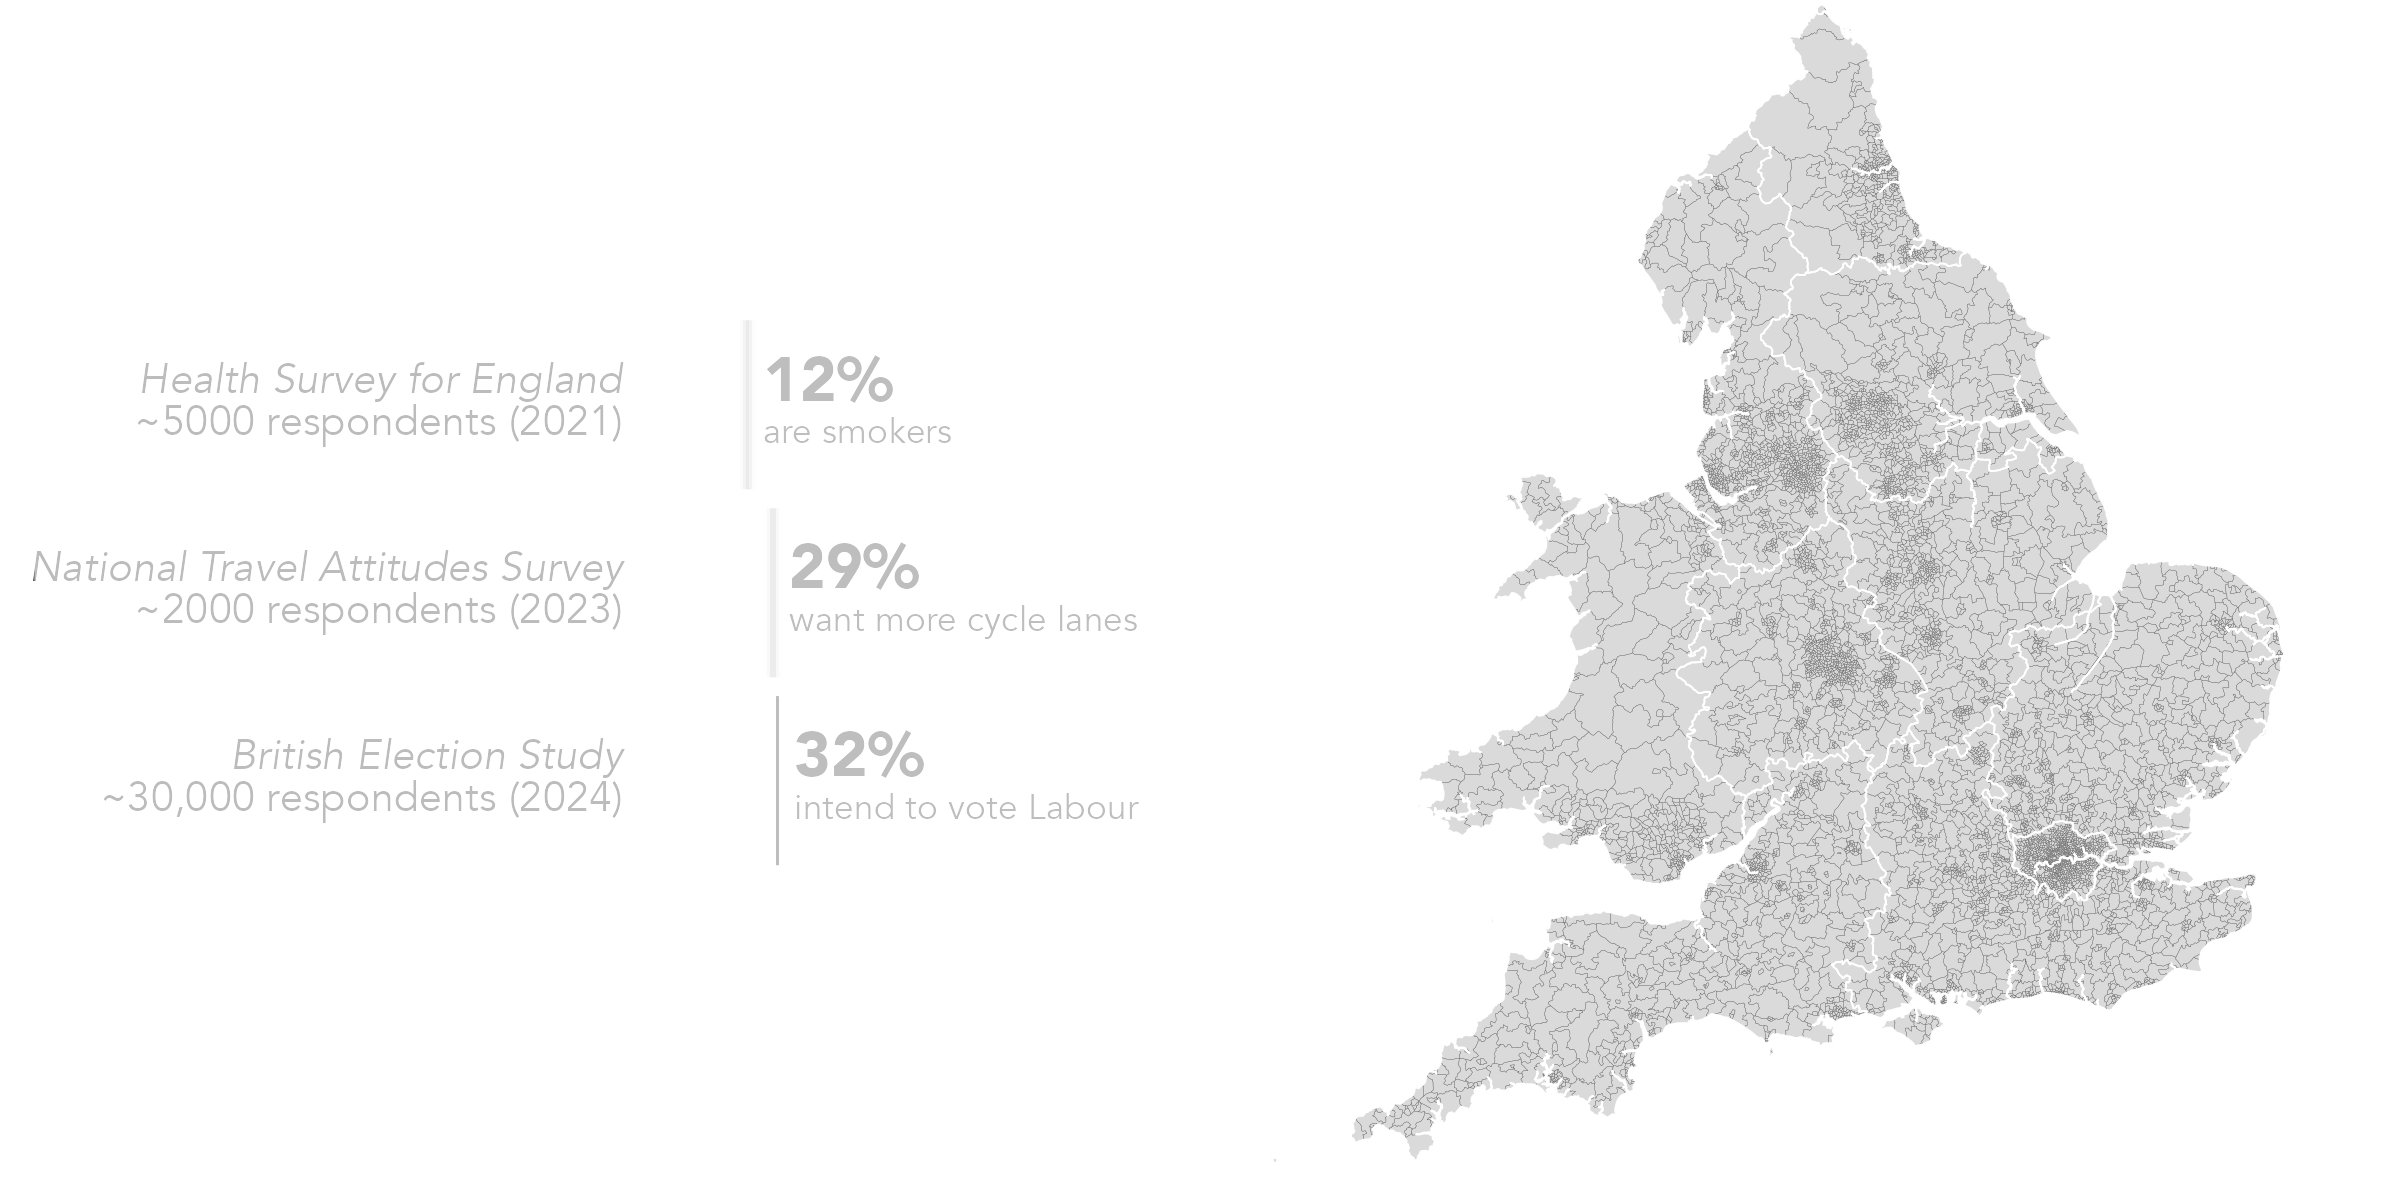 Health Survey for England
~5000 respondents (2021)
12%
are smokers
National Travel Attitudes Survey
~2000 respondents (2023)
29%
want more cycle lanes
British Election Study
~30,000 respondents (2024)
32%
intend to vote Labour